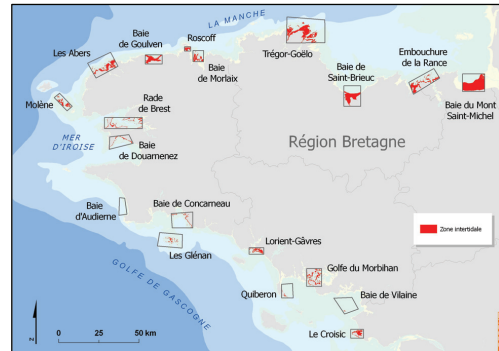 LA MANCHE
Roscoff
Baie
de Goulven
Trégor-Goëlo
Les Abers
Baie
de Morlaix
Baie de
Saint-Brieuc
Embouchure
de la Rance
Molène
Rade
de Brest
Baie du Mont
Saint-Michel
MER
D'IROISE
Baie
de Douarnenez
Région Bretagne
Baie
d'Audierne
Baie de Concarneau
Zone intertidale
Les Glénan
Lorient-Gâvres
Golfe du Morbihan
GOLFE DE GASCOGNE
Quiberon
Baie de Vilaine
N
0 25 50 km
Le Croisic